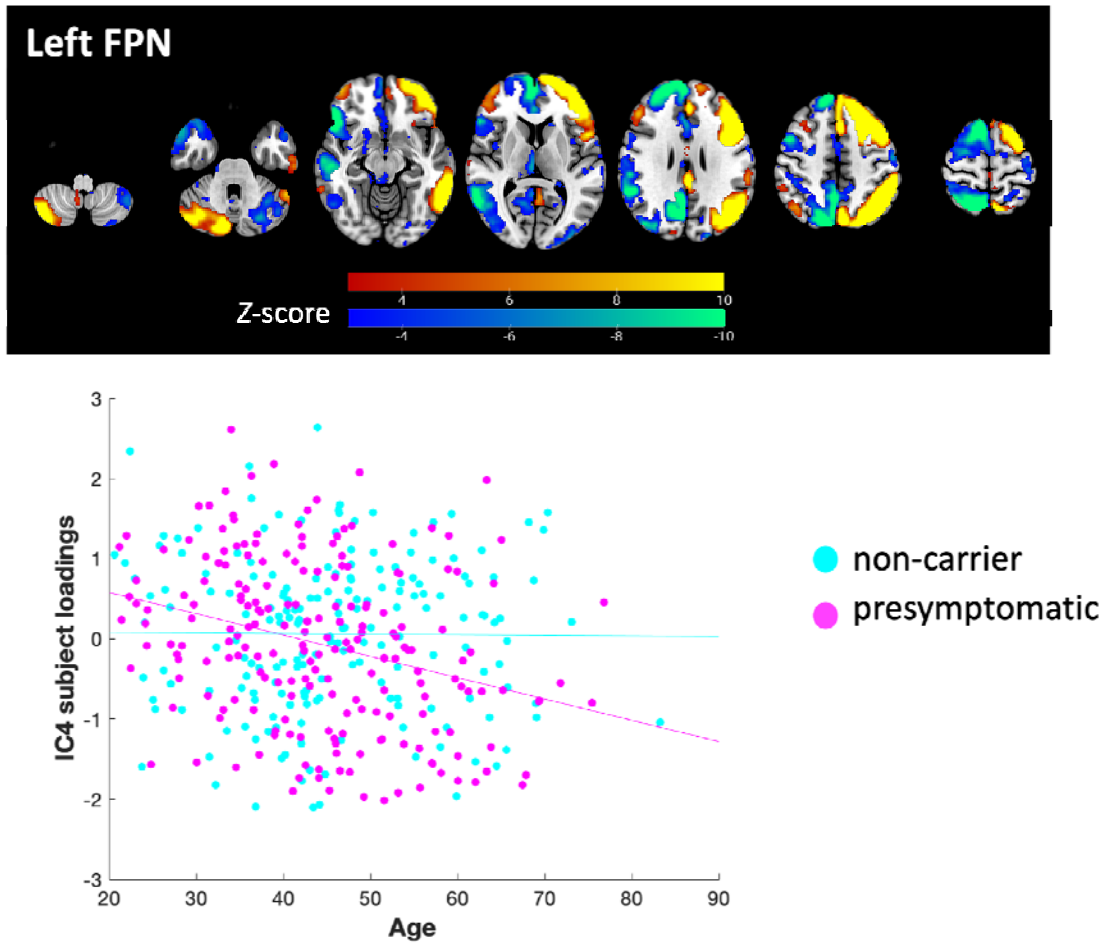 Left FPN
4 6 8 10
Z-score
-4 -6 -8 -10
3
2
1
0
-1
-2
-3
IC4 subject loadings
20 30 40 50 60 70 80 90
Age
non-carrier
presymptomatic